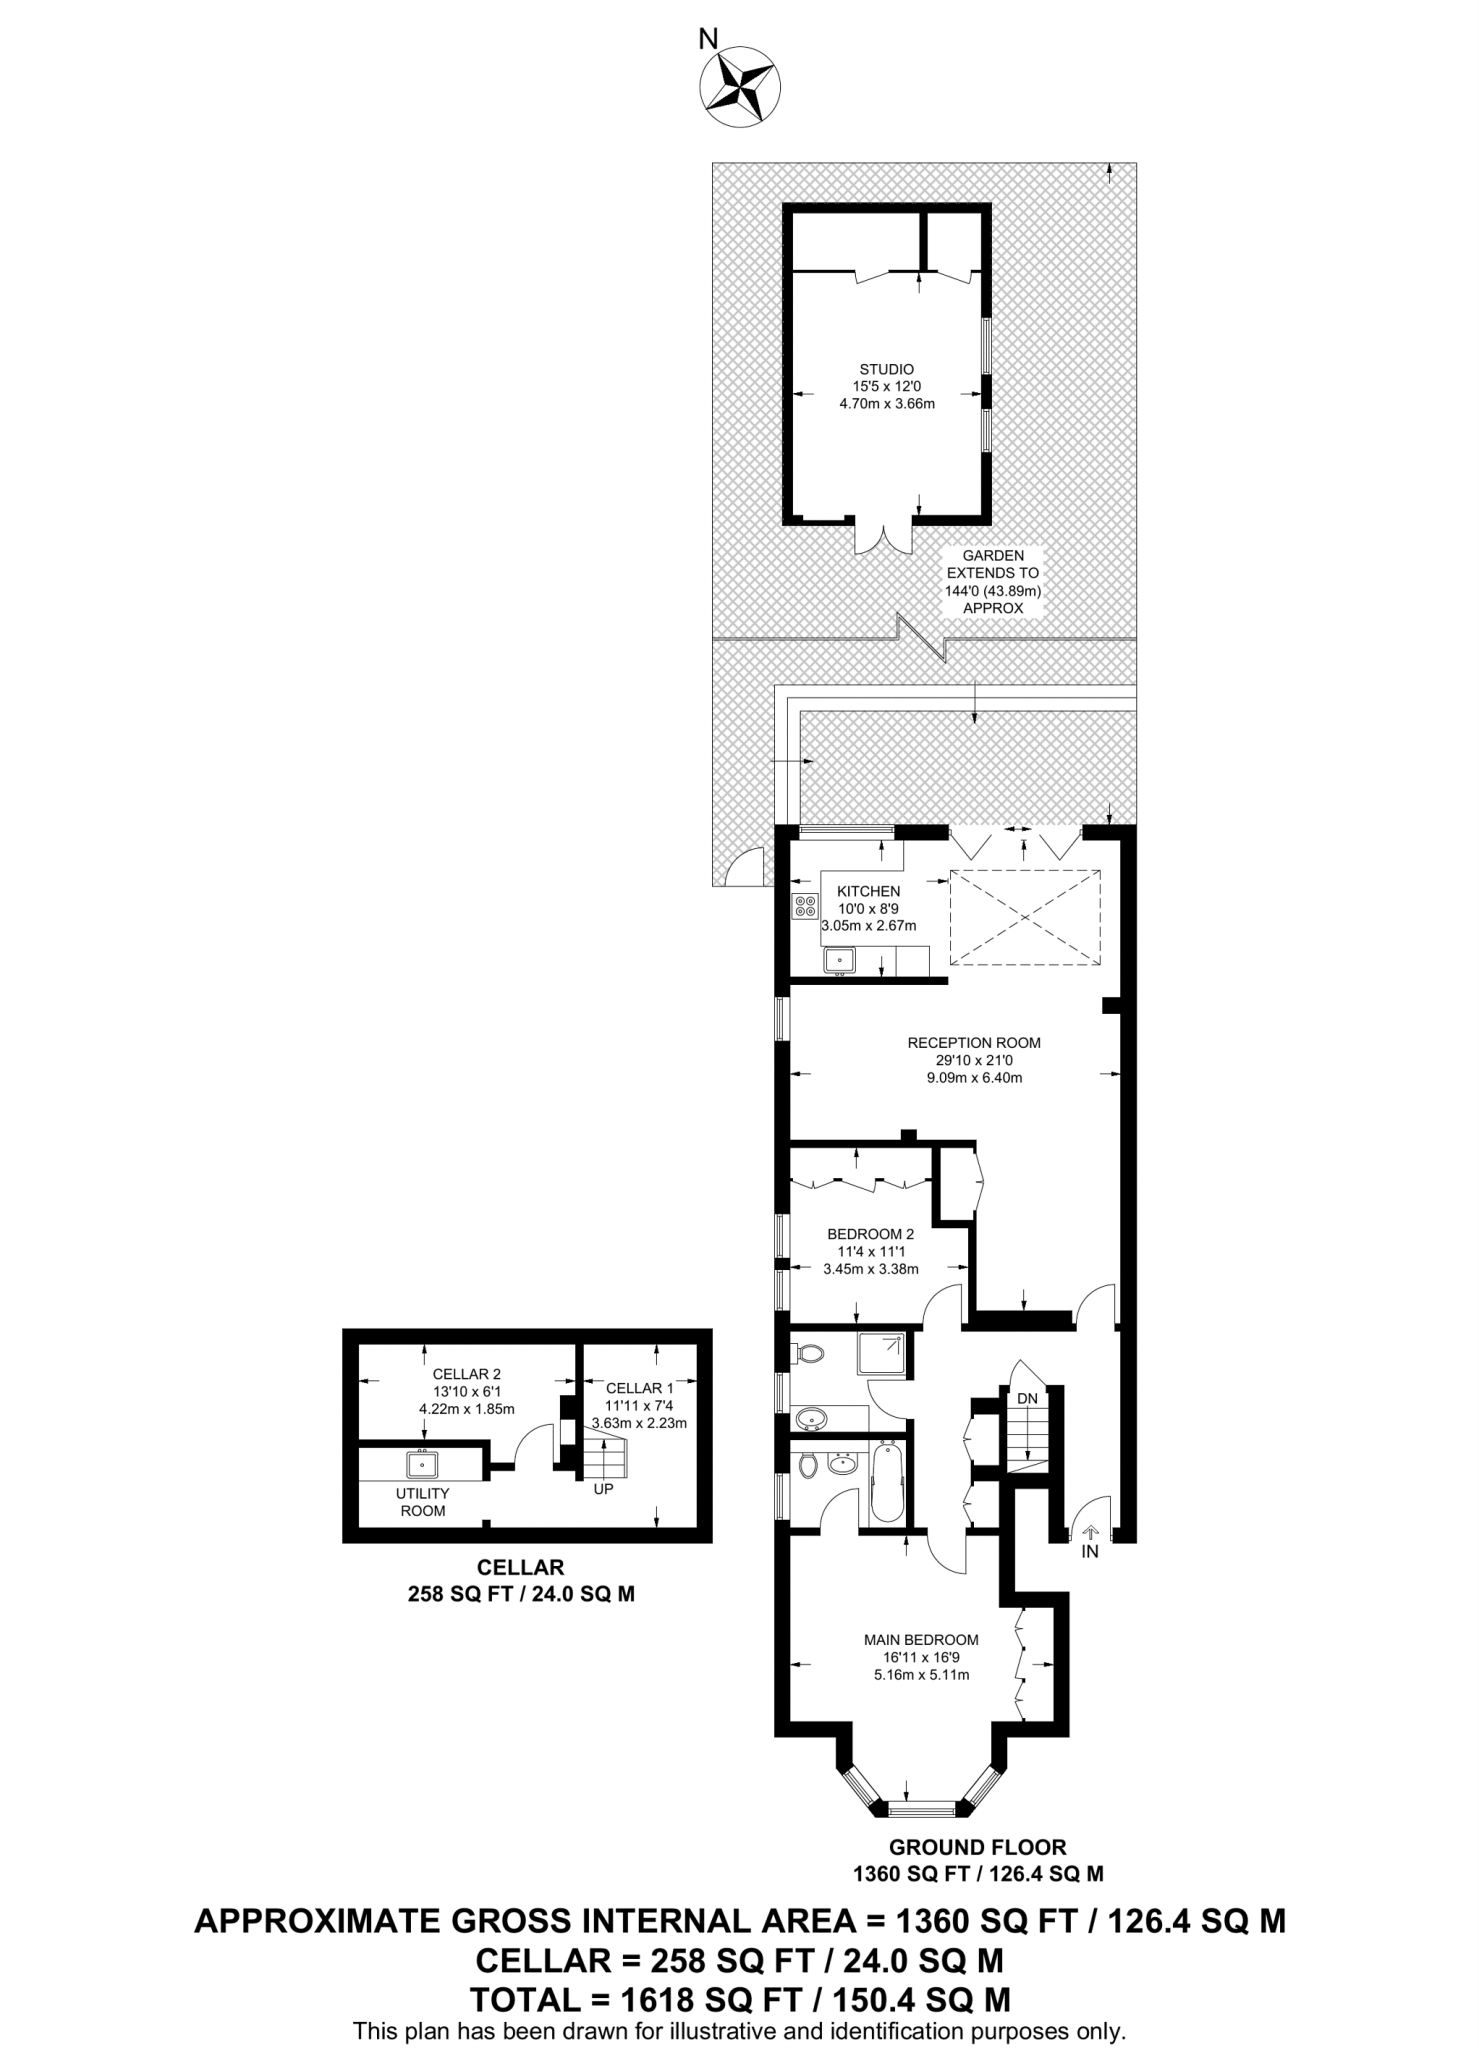 N
STUDIO
15'5 x 12'0
4.70m x 3.66m
GARDEN
EXTENDS TO
144'0 (43.89m)
APPROX
KITCHEN
10'0 x 8'9
3.05m x 2.67m
RECEPTION ROOM
29'10 x 21'0
9.09m x 6.40m
BEDROOM 2
11'4 x 11'1
3.45m x 3.38m
CELLAR 2
13'10 x 6'1
4.22m x 1.85m
CELLAR 1
11'11 x 7'4
3.63m x 2.23m
UP
UTILITY
ROOM
DN
IN
CELLAR
258 SQ FT / 24.0 SQ M
MAIN BEDROOM
16'11 x 16'9
5.16m x 5.11m
GROUND FLOOR
1360 SQ FT / 126.4 SQ M
APPROXIMATE GROSS INTERNAL AREA = 1360 SQ FT / 126.4 SQ M
CELLAR = 258 SQ FT / 24.0 SQ M
TOTAL = 1618 SQ FT / 150.4 SQ M
This plan has been drawn for illustrative and identification purposes only.